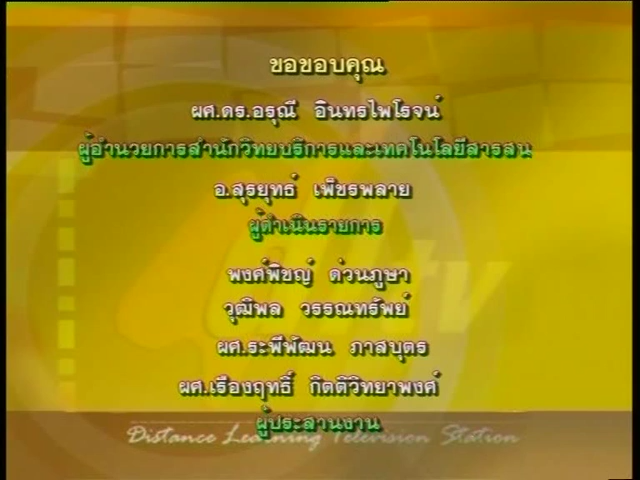 ขอขอบคุณ
ผศ.ดร.อรุณี อินทรไพโรจน์
ผู้อำนวยการสำนักวิทยบริการและเทคโนโลยีสารสน
อ.สุรยุทธ์ เพ็ชรพลาย
ผู้ดำเนินรายการ
พงศ์พิชญ์ ต่วนภูษา
วุฒิพล วรรณทรัพย์
ผศ.ระพีพัฒน ภาสบุตร
ผศ.เรืองฤทธิ์ กิตติวิทยาพงศ์
ผู้ประสานงาน
Distance Learning Television Station